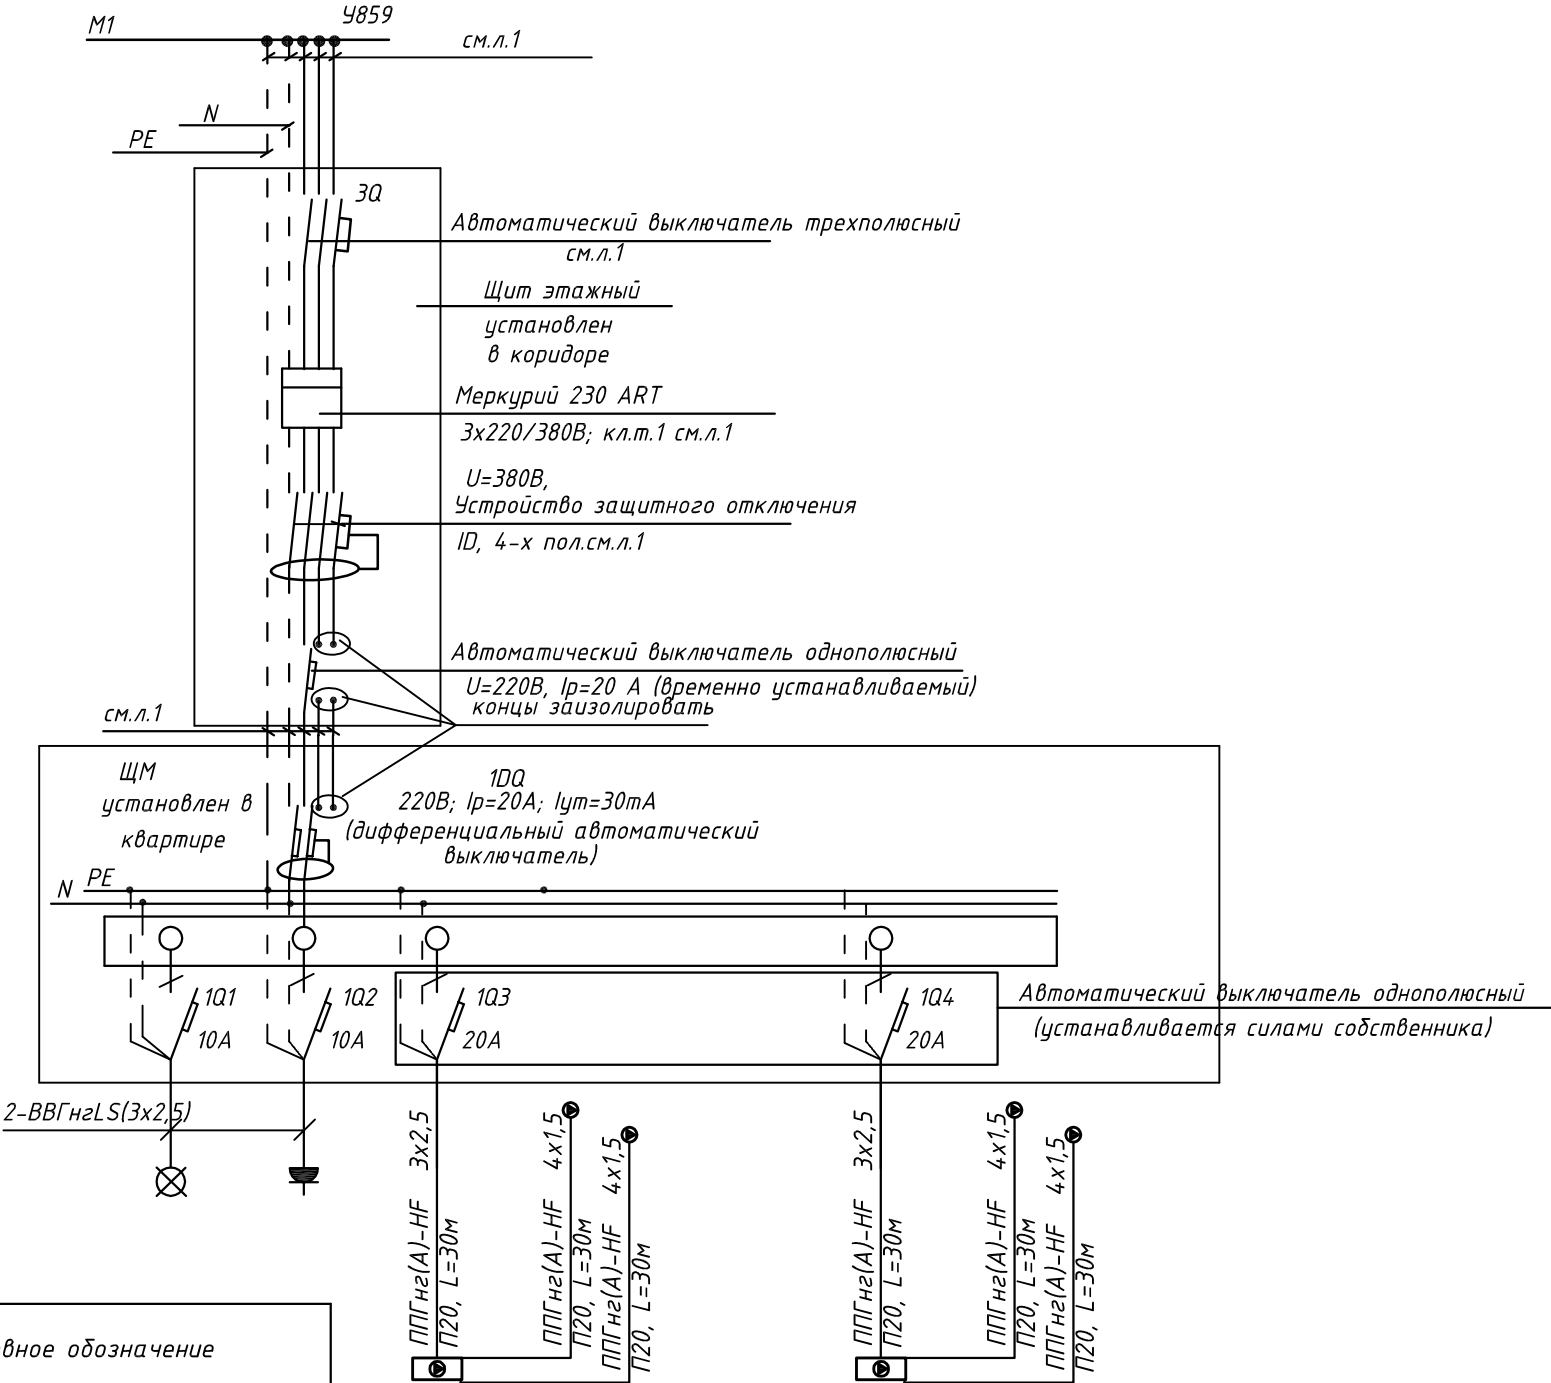 М1
У859
см.л.1
N
PE
3Q
Автоматический выключатель трехполюсный
см.л.1
Щит этажный
установлен
в коридоре
Меркурий 230 ART
3х220/380В; кл.т.1 см.л.1
U=380В,
Устройство защитного отключения
ID, 4-х пол.см.л.1
Автоматический выключатель однополюсный
U=220В, Iр=20 А (временно устанавливаемый)
концы заизолировать
см.л.1
ЩМ
установлен в
квартире
1DQ
220В; Iр=20А; Iут=30mA
(дифференциальный автоматический
выключатель)
PE
N
1Q1
10А
1Q2
10А
1Q3
20А
1Q4
20А
Автоматический выключатель однополюсный
(устанавливается силами собственника)
2-ВВГнгLS(3х2,5)
ППГнг(А)-HF 3х2,5
П20, L=30м
ППГнг(А)-HF 4х1,5
П20, L=30м
ППГнг(А)-HF 4х1,5
П20, L=30м
ППГнг(А)-HF 3х2,5
П20, L=30м
ППГнг(А)-HF 4х1,5
П20, L=30м
ППГнг(А)-HF 4х1,5
П20, L=30м
вное обозначение